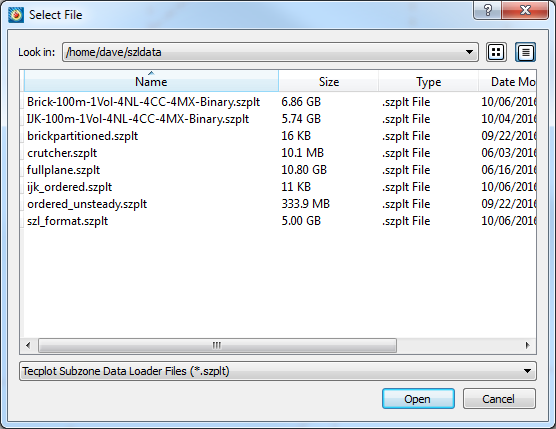 Select File
Look in: /home/dave/szldata
Name Size Type Date Mo
Brick-100m-1Vol-4NL-4CC-4MX-Binary.szplt 6.86 GB .szplt File 10/06/2016
IJK-100m-1Vol-4NL-4CC-4MX-Binary.szplt 5.74 GB .szplt File 10/04/2016
brickpartitioned.szplt 16 KB .szplt File 09/22/2016
crutcher.szplt 10.1 MB .szplt File 06/03/2016
fullplane.szplt 10.80 GB .szplt File 06/16/2016
ijk_ordered.szplt 11 KB .szplt File 10/06/2016
ordered_unsteady.szplt 333.9 MB .szplt File 09/22/2016
szl_format.szplt 5.00 GB .szplt File 10/06/2016
Tecplot Subzone Data Loader Files (*.szplt)
Open Cancel